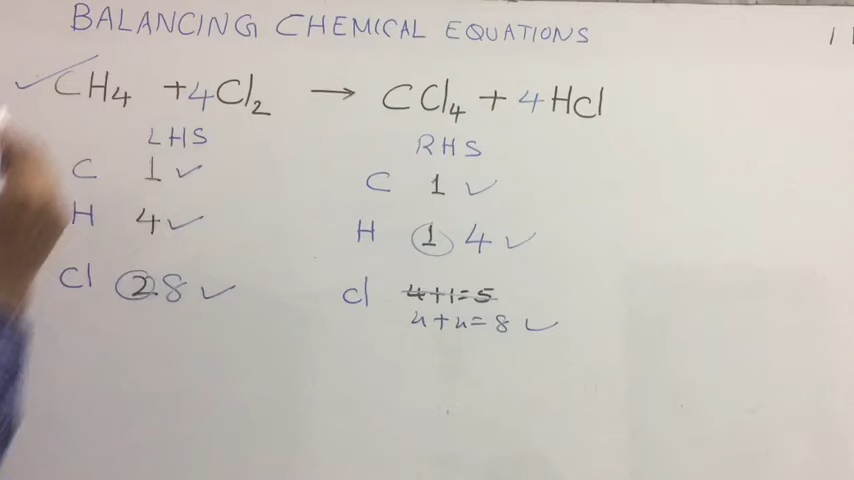 BALANCING CHEMICAL EQUATIONS
CH4 + 4Cl2 → CCl4 + 4HCl
LHS
RHS
C 1 ✓
C 1 ✓
H 4 ✓
H 1 4 ✓
Cl 2 8 ✓
Cl 4+1=5
4+4=8 ✓